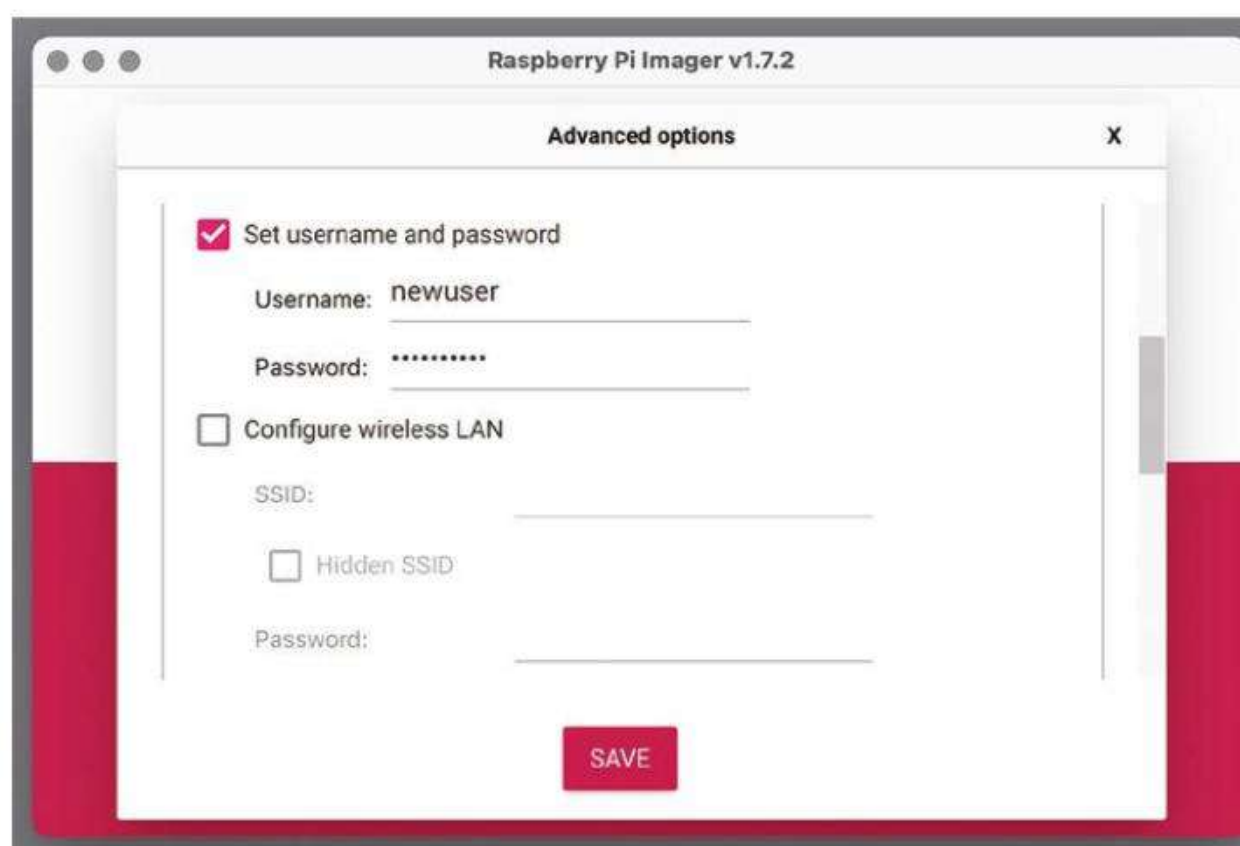 Raspberry Pi Imager v1.7.2
Advanced options X
Set username and password
Username: newuser
Password: ••••••••••
Configure wireless LAN
SSID:
Hidden SSID
Password:
SAVE